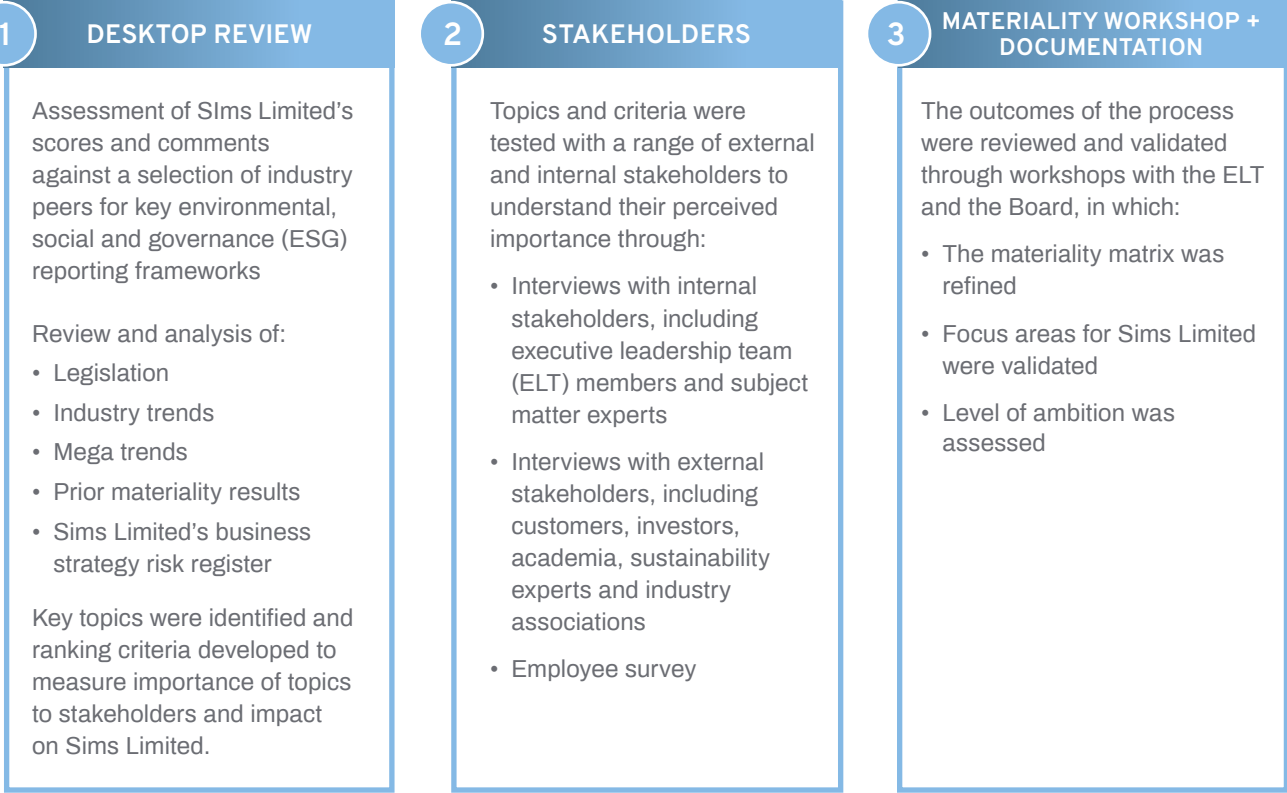 1
DESKTOP REVIEW
Assessment of SIms Limited’s
scores and comments
against a selection of industry
peers for key environmental,
social and governance (ESG)
reporting frameworks
Review and analysis of:
• Legislation
• Industry trends
• Mega trends
• Prior materiality results
• Sims Limited’s business
strategy risk register
Key topics were identified and
ranking criteria developed to
measure importance of topics
to stakeholders and impact
on Sims Limited.
2
STAKEHOLDERS
Topics and criteria were
tested with a range of external
and internal stakeholders to
understand their perceived
importance through:
• Interviews with internal
stakeholders, including
executive leadership team
(ELT) members and subject
matter experts
• Interviews with external
stakeholders, including
customers, investors,
academia, sustainability
experts and industry
associations
• Employee survey
3
MATERIALITY WORKSHOP +
DOCUMENTATION
The outcomes of the process
were reviewed and validated
through workshops with the ELT
and the Board, in which:
• The materiality matrix was
refined
• Focus areas for Sims Limited
were validated
• Level of ambition was
assessed